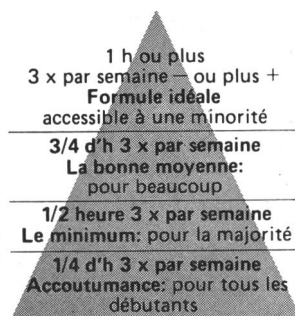 1 h ou plus
3 x par semaine — ou plus +
Formule idéale
accessible à une minorité
3/4 d'h 3 x par semaine
La bonne moyenne:
pour beaucoup
1/2 heure 3 x par semaine
Le minimum: pour la majorité
1/4 d'h 3 x par semaine
Accoutumance: pour tous les
débutants